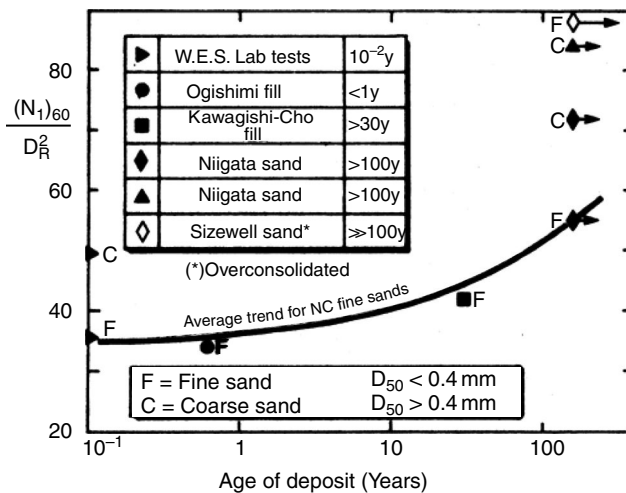 80
60
40
20
(N1)60
D²R
W.E.S. Lab tests 10⁻²y
Ogishimi fill <1y
Kawagishi-Cho fill >30y
Niigata sand >100y
Niigata sand >100y
Sizewell sand* ≫100y
(*)Overconsolidated
F
C
C
F
C
F
F
F
Average trend for NC fine sands
F = Fine sand D50 < 0.4 mm
C = Coarse sand D50 > 0.4 mm
10⁻¹ 1 10 100
Age of deposit (Years)